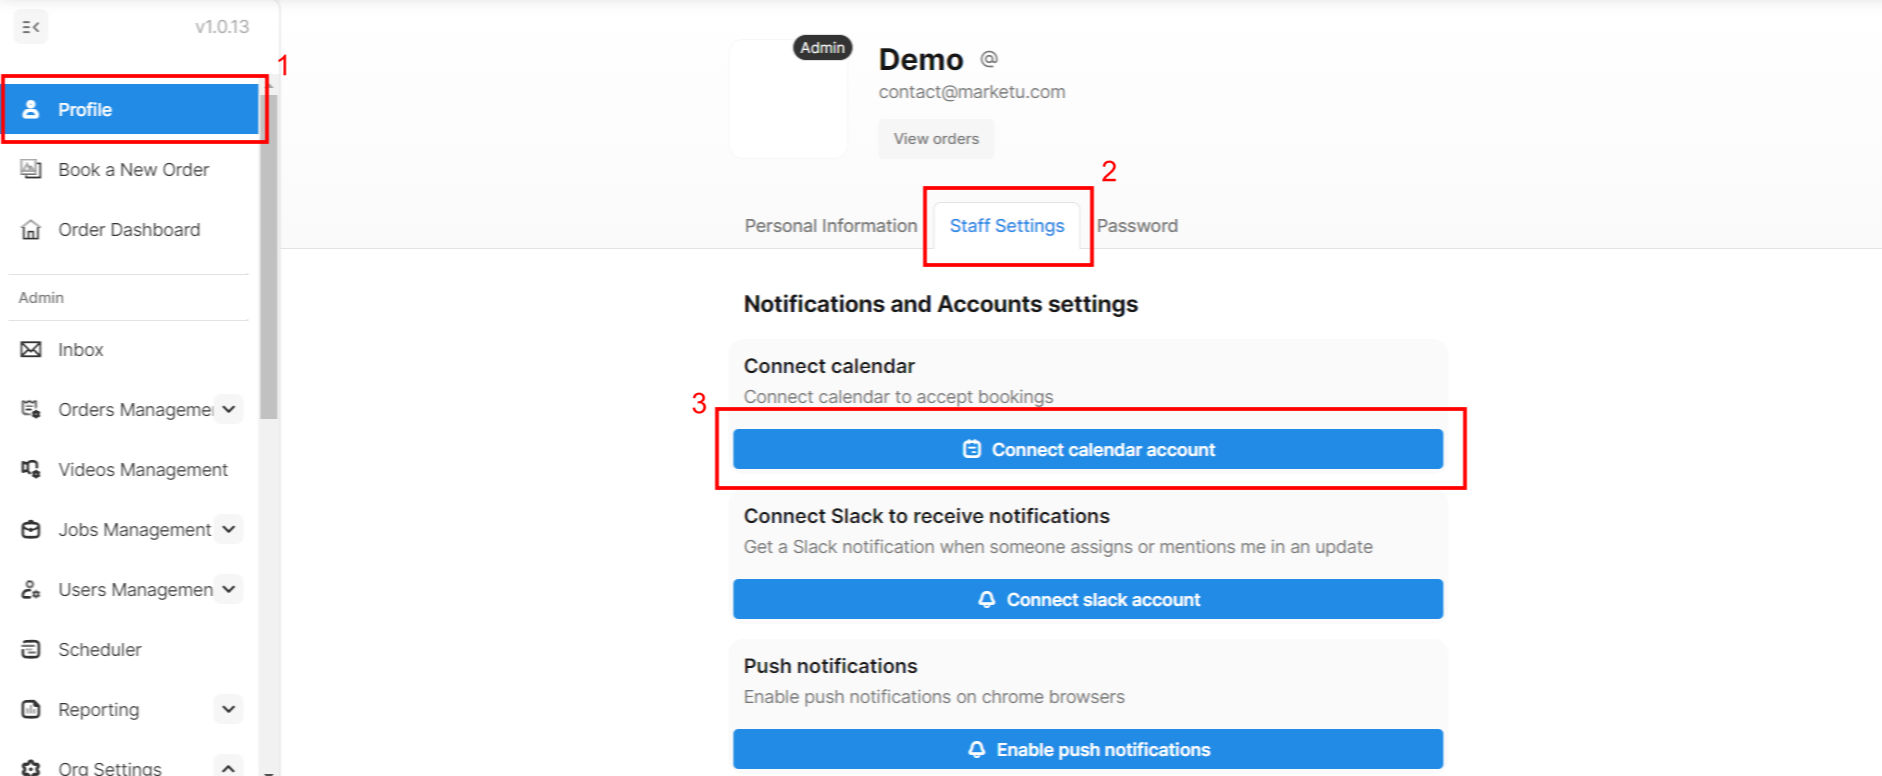 v1.0.13
1
Profile
Book a New Order
Order Dashboard
Admin
Inbox
Orders Manageme
Videos Management
Jobs Management
Users Managemen
Scheduler
Reporting
Org Settings
Admin
Demo @
contact@marketu.com
View orders
2
Personal Information Staff Settings Password
Notifications and Accounts settings
Connect calendar
Connect calendar to accept bookings
3
Connect calendar account
Connect Slack to receive notifications
Get a Slack notification when someone assigns or mentions me in an update
Connect slack account
Push notifications
Enable push notifications on chrome browsers
Enable push notifications